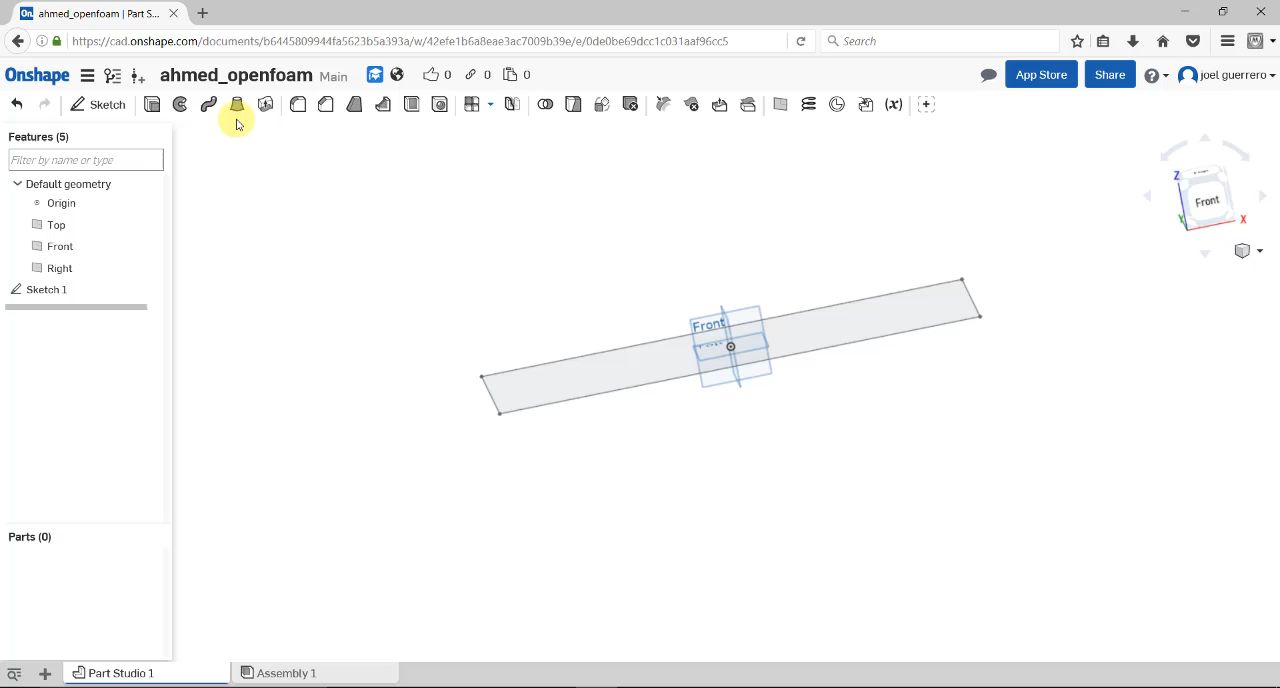 ahmed_openfoam | Part S...
https://cad.onshape.com/documents/b6445809944fa5623b5a393a/w/42efe1b6a8eae3ac7009b39e/e/0de0be69dcc1c031aaf96cc5
Search
Onshape
ahmed_openfoam Main
0
0
0
App Store
Share
joel guerrero
Sketch
(x)
Features (5)
Filter by name or type
Default geometry
Origin
Top
Front
Right
Sketch 1
Front
Z
Front
X
Y
Parts (0)
Part Studio 1
Assembly 1